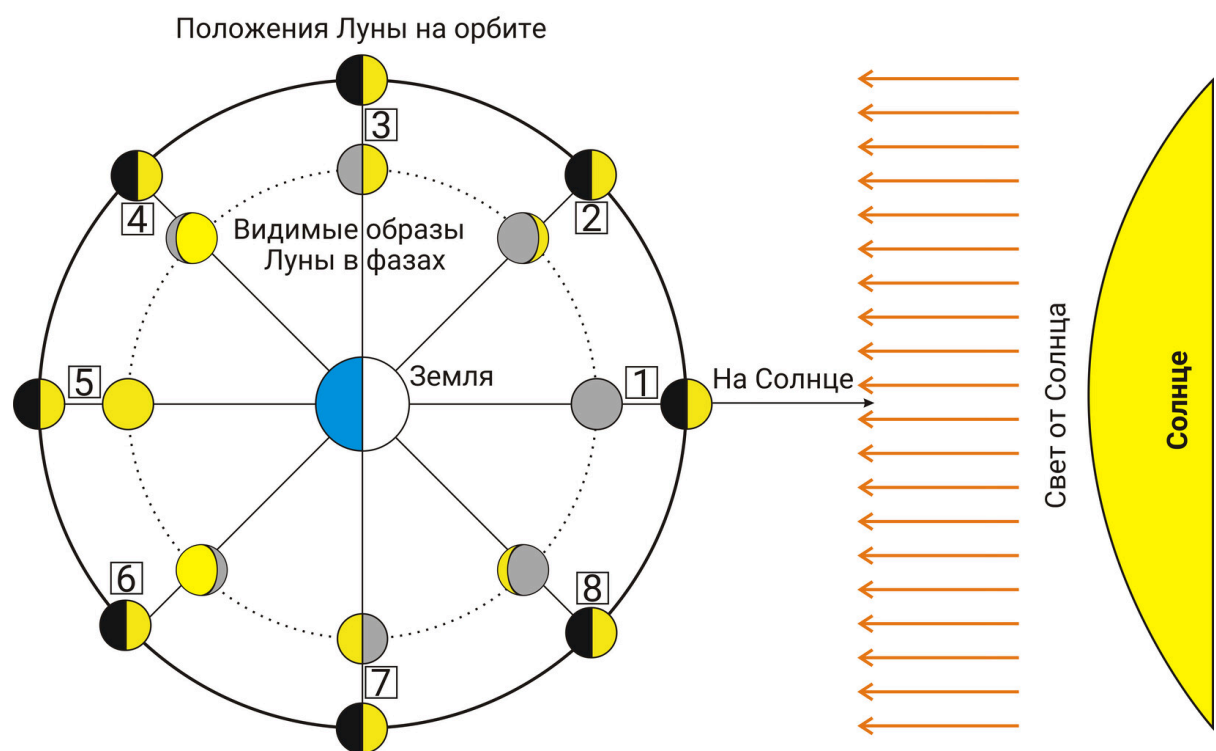 Положения Луны на орбите
3
4
2
Видимые образы
Луны в фазах
5
Земля
1
На Солнце
Свет от Солнца
Солнце
6
8
7